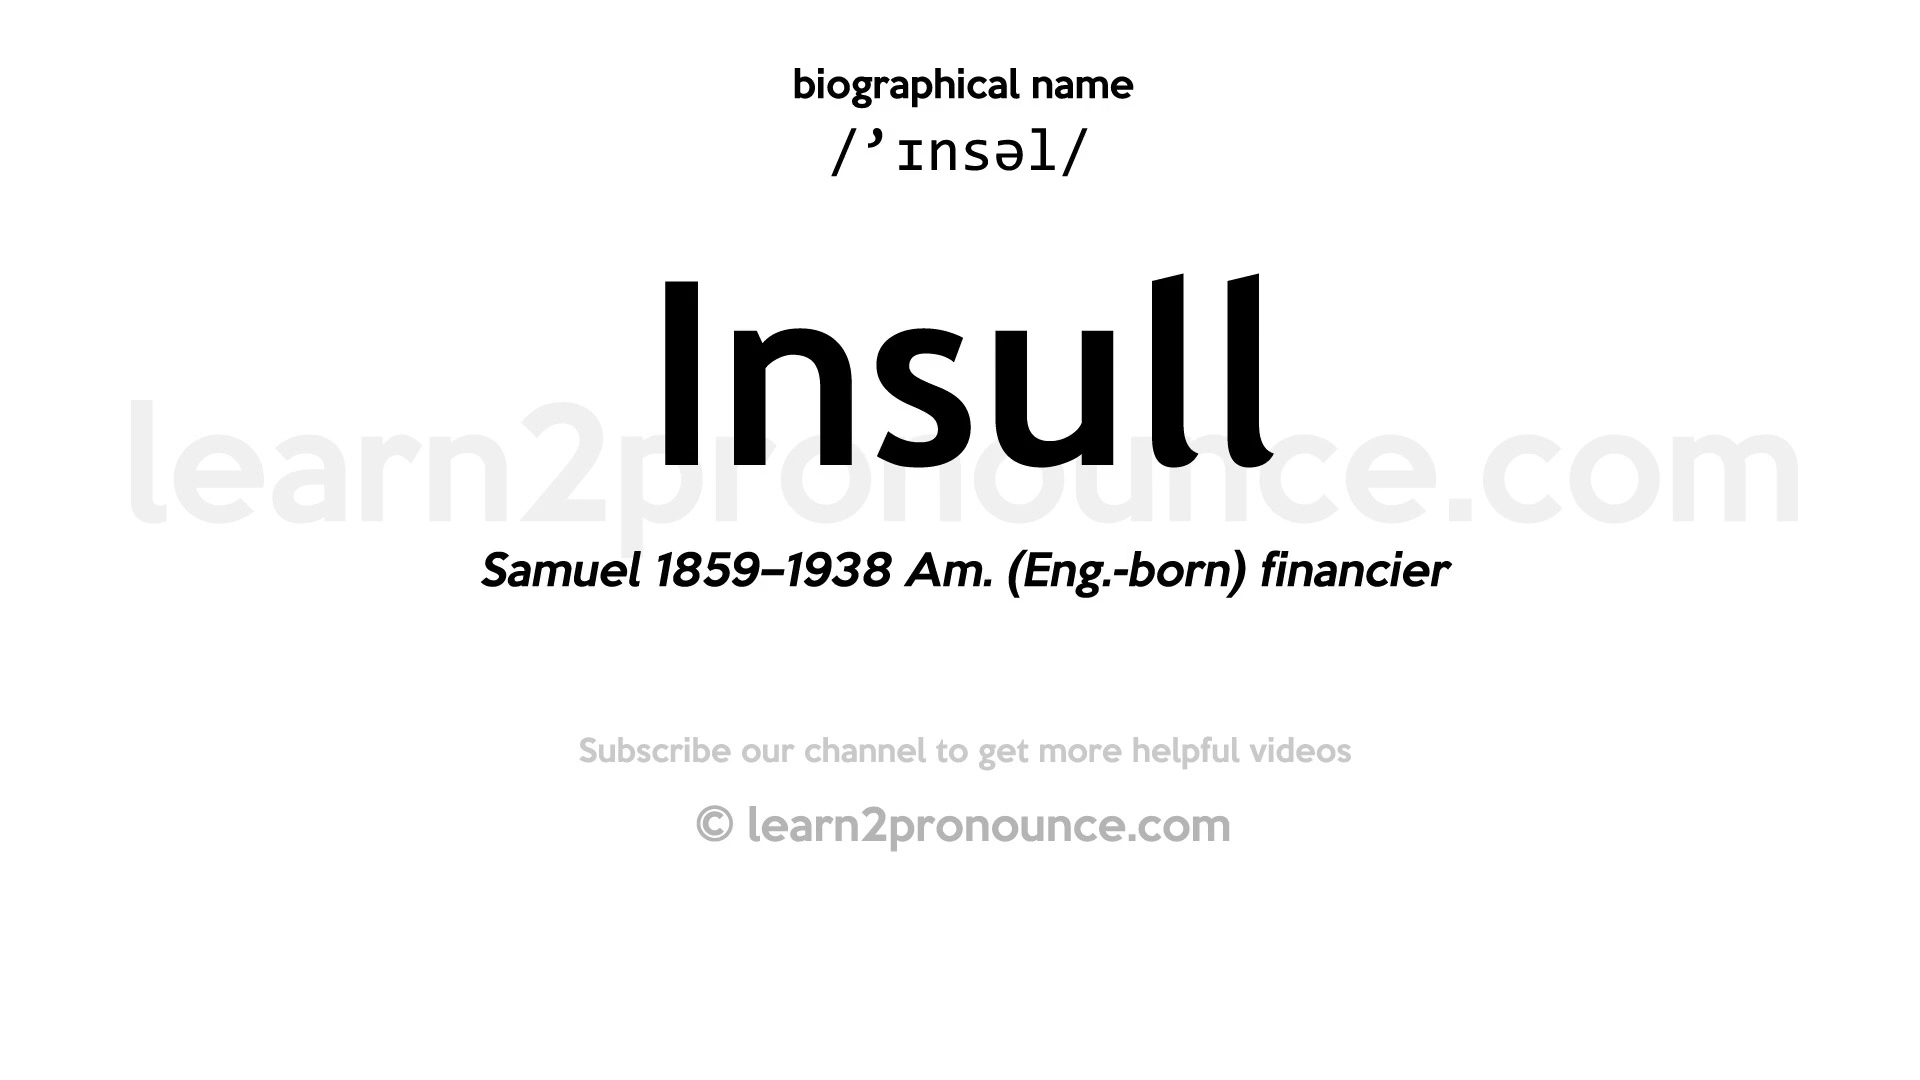 biographical name
/’ɪnsəl/
Insull
learn2pronounce.com
Samuel 1859–1938 Am. (Eng.-born) financier
Subscribe our channel to get more helpful videos
© learn2pronounce.com